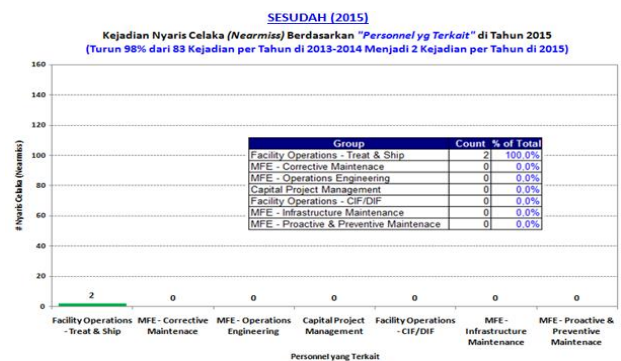 SESUDAH (2015)
Kejadian Nyaris Celaka (Nearmiss) Berdasarkan "Personnel yg Terkait" di Tahun 2015
(Turun 98% dari 83 Kejadian per Tahun di 2013-2014 Menjadi 2 Kejadian per Tahun di 2015)
# Nyaris Celaka (Nearmiss)
160
140
120
100
80
60
40
20
0
Group Count % of Total
Facility Operations - Treat & Ship 2 100,0%
MFE - Corrective Maintenace 0 0,0%
MFE - Operations Engineering 0 0,0%
Capital Project Management 0 0,0%
Facility Operations - CIF/DIF 0 0,0%
MFE - Infrastructure Maintenance 0 0,0%
MFE - Proactive & Preventive Maintenace 0 0,0%
2 0 0 0 0 0 0
Facility Operations MFE - Corrective MFE - Operations Capital Project Facility Operations MFE - MFE - Proactive &
- Treat & Ship Maintenace Engineering Management - CIF/DIF Infrastructure Preventive
Maintenance Maintenace
Personnel yang Terkait